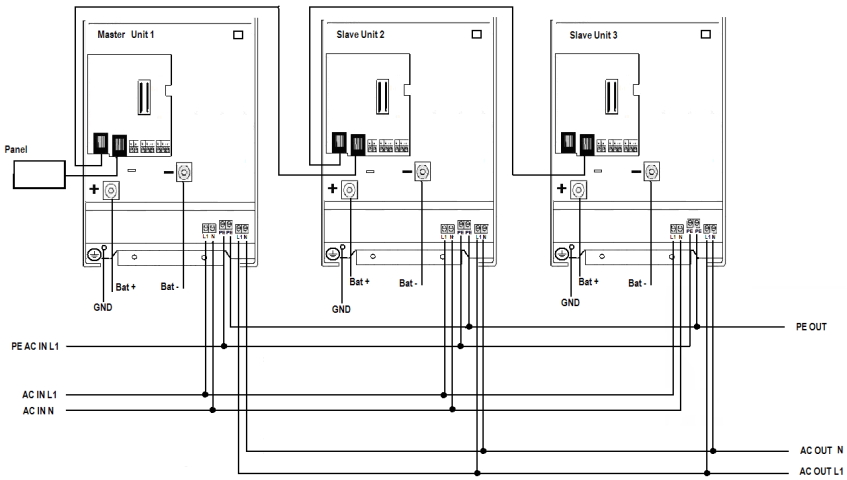 Master Unit 1
Slave Unit 2
Slave Unit 3
Panel
+
-
+
-
+
-
L1 N PE PE L1 N
L1 N PE PE L1 N
L1 N PE PE L1 N
Bat +
Bat -
GND
Bat +
Bat -
GND
Bat +
Bat -
GND
PE OUT
PE AC IN L1
AC IN L1
AC IN N
AC OUT N
AC OUT L1